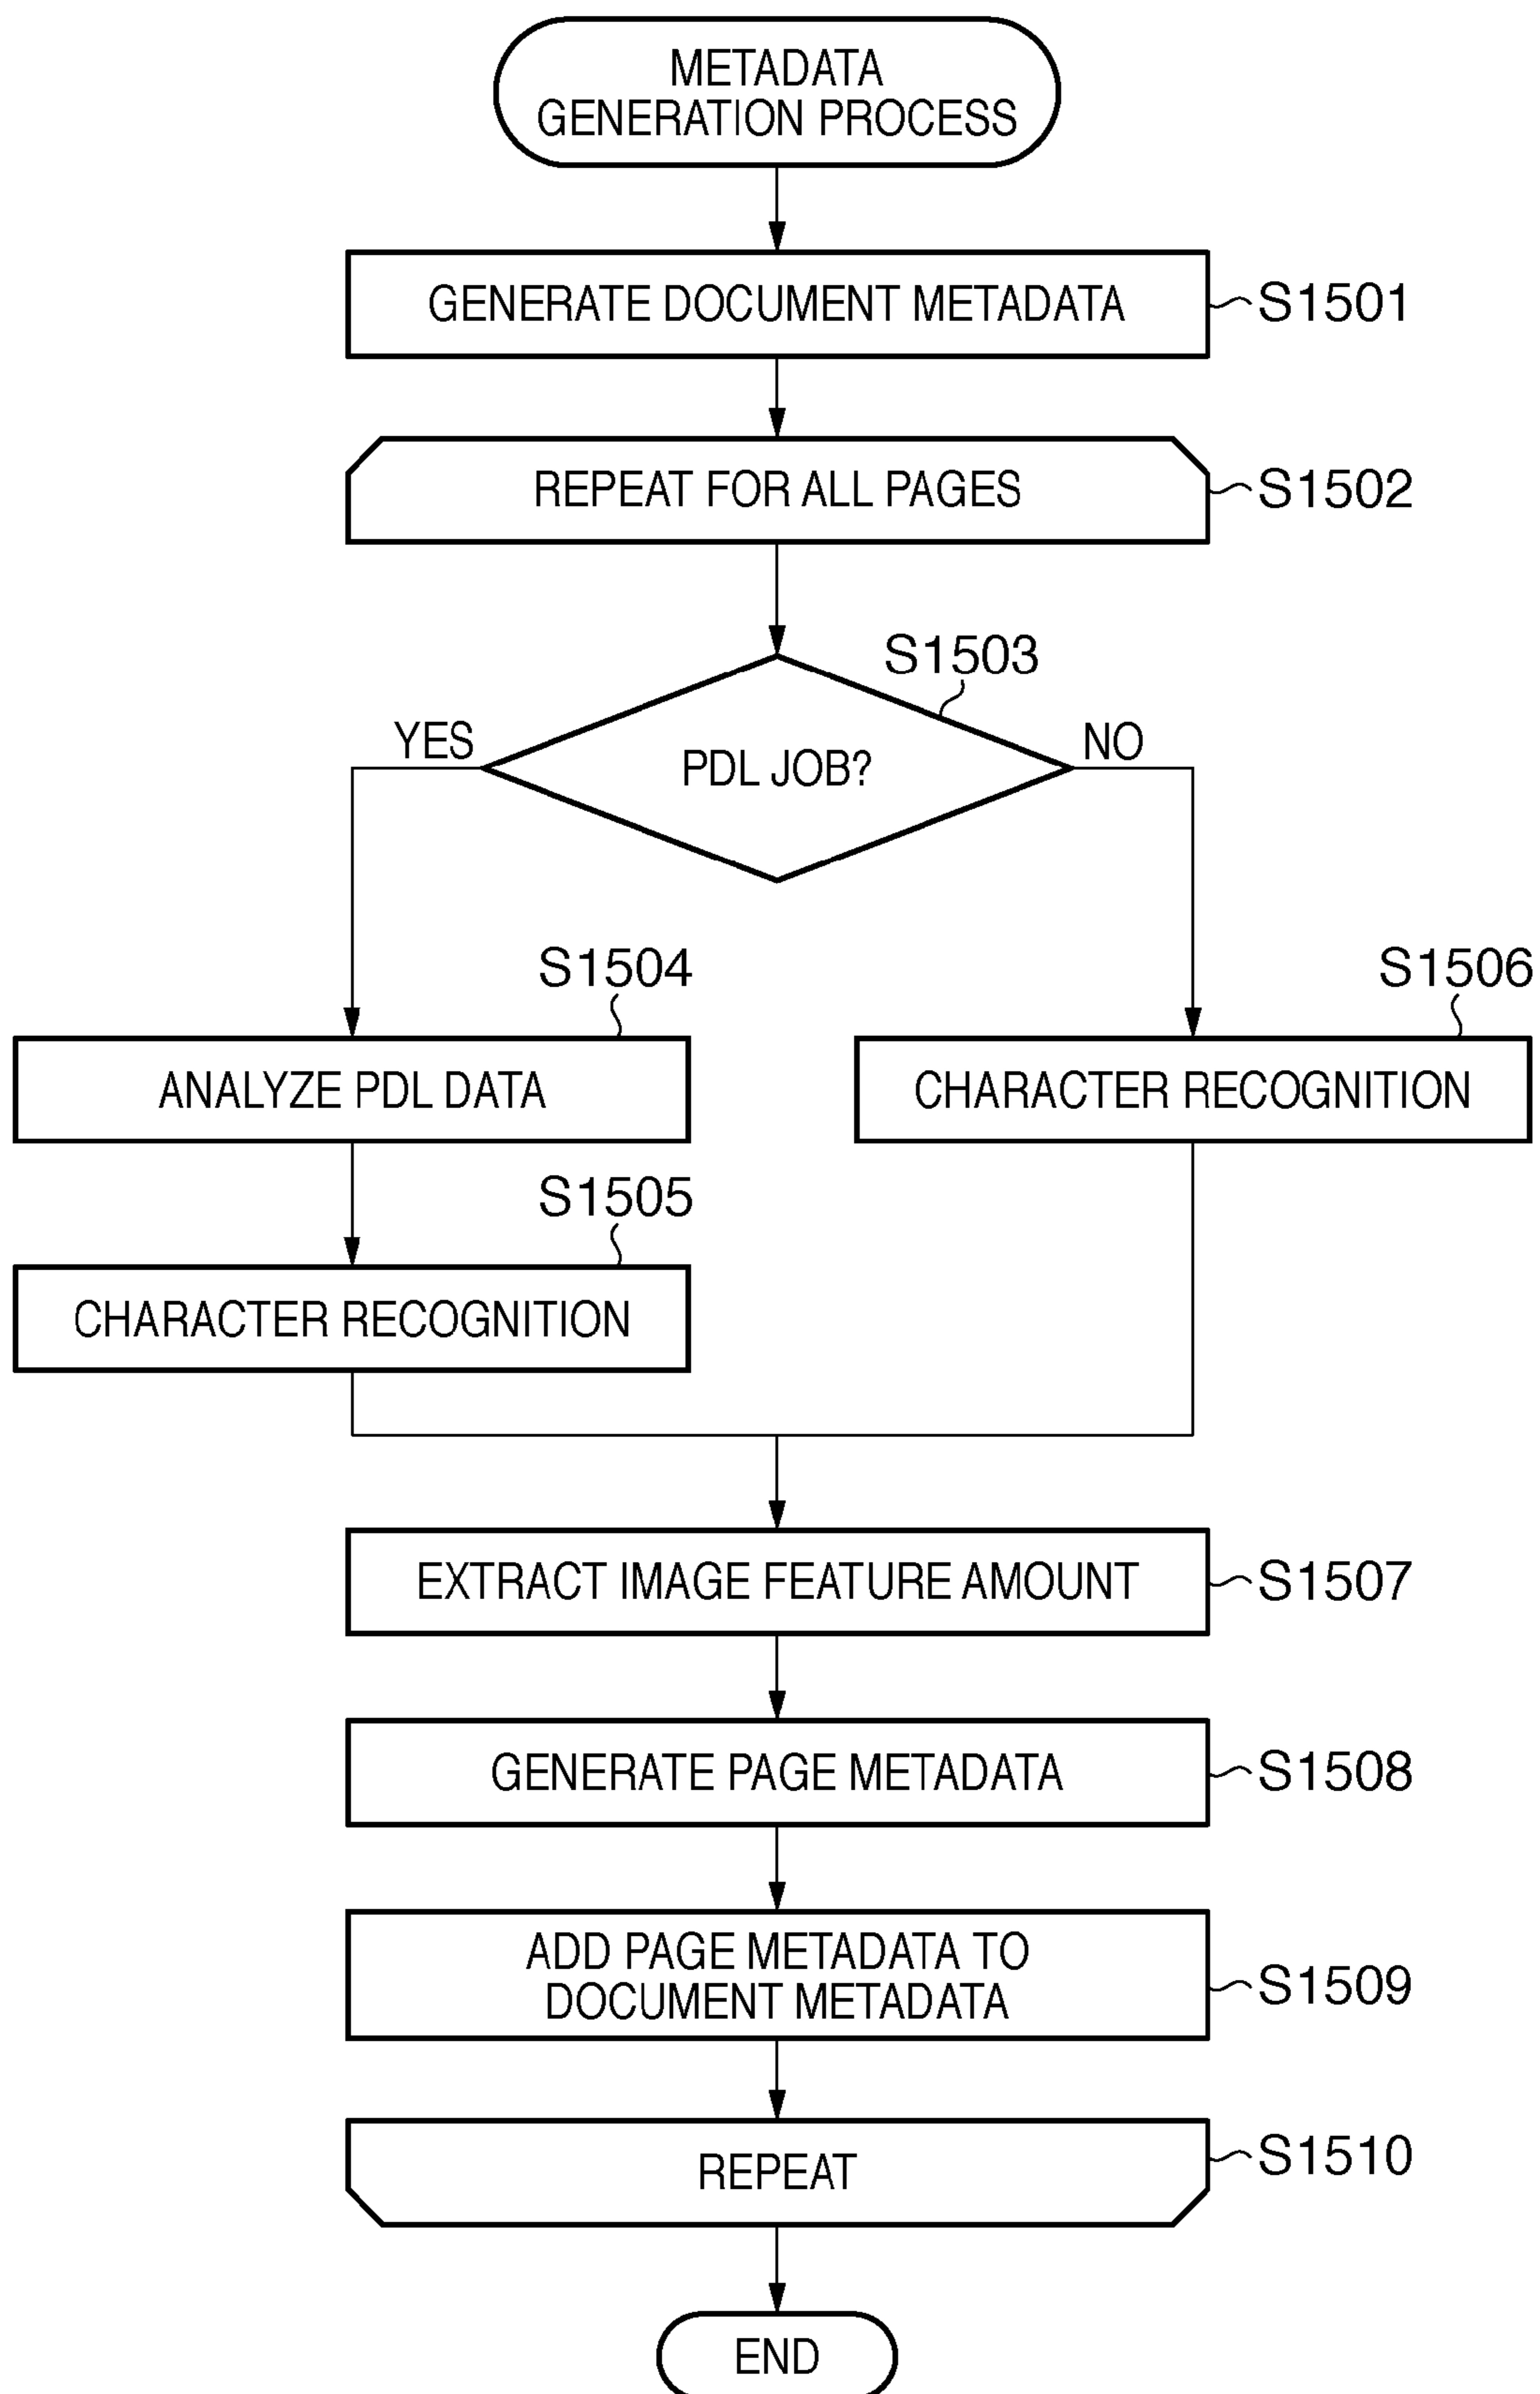 METADATA
GENERATION PROCESS
GENERATE DOCUMENT METADATA
S1501
REPEAT FOR ALL PAGES
S1502
S1503
YES
NO
PDL JOB?
S1504
S1506
ANALYZE PDL DATA
CHARACTER RECOGNITION
S1505
CHARACTER RECOGNITION
EXTRACT IMAGE FEATURE AMOUNT
S1507
GENERATE PAGE METADATA
S1508
ADD PAGE METADATA TO
DOCUMENT METADATA
S1509
REPEAT
S1510
END